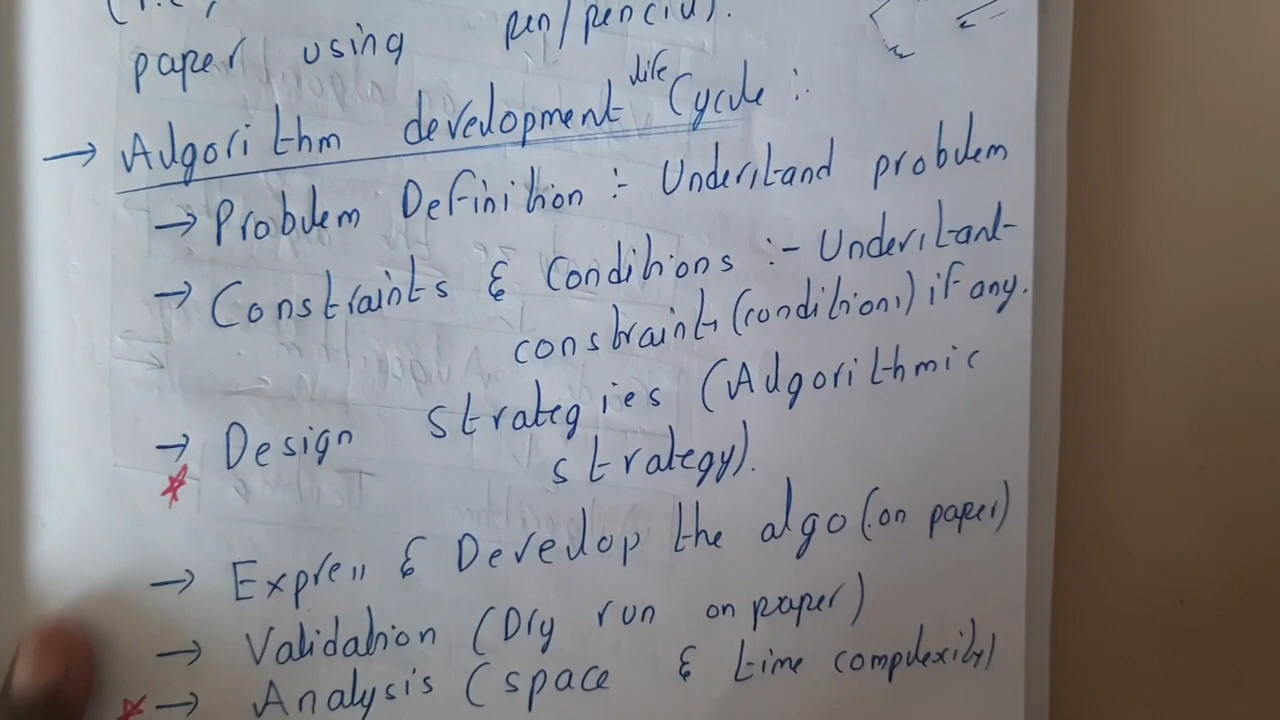 paper using pen/pencil).
→ Algorithm development life Cycle :
→ Problem Definition :- Understand problem
→ Constraints & Conditions :- Understant
constraints (conditions) if any.
→ Design strategies (Algorithmic
strategy).
→ Express & Develop the algo (on paper)
→ Validation (Dry run on paper)
→ Analysis (space & time complexity)